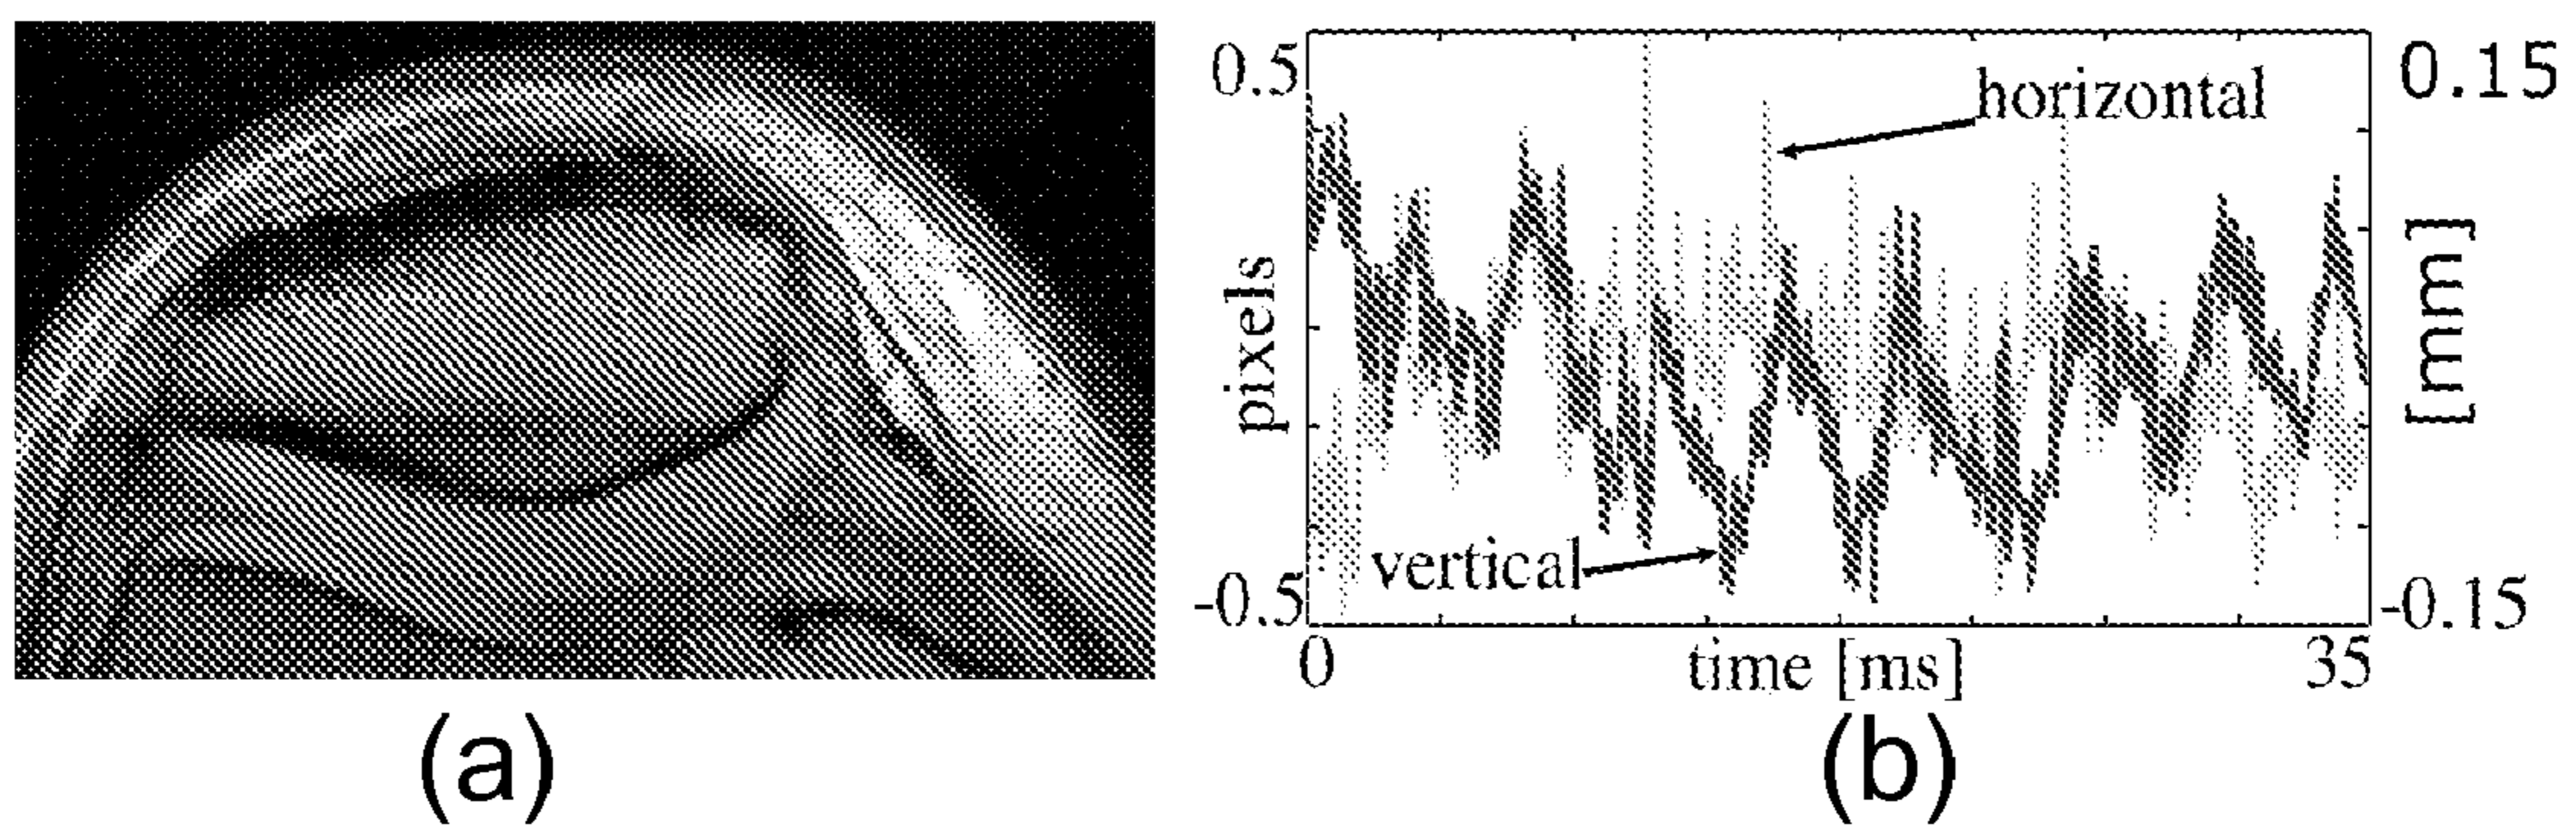 0.5
horizontal
0.15
pixels
[mm]
vertical
-0.5
-0.15
0
time [ms]
35
(a)
(b)